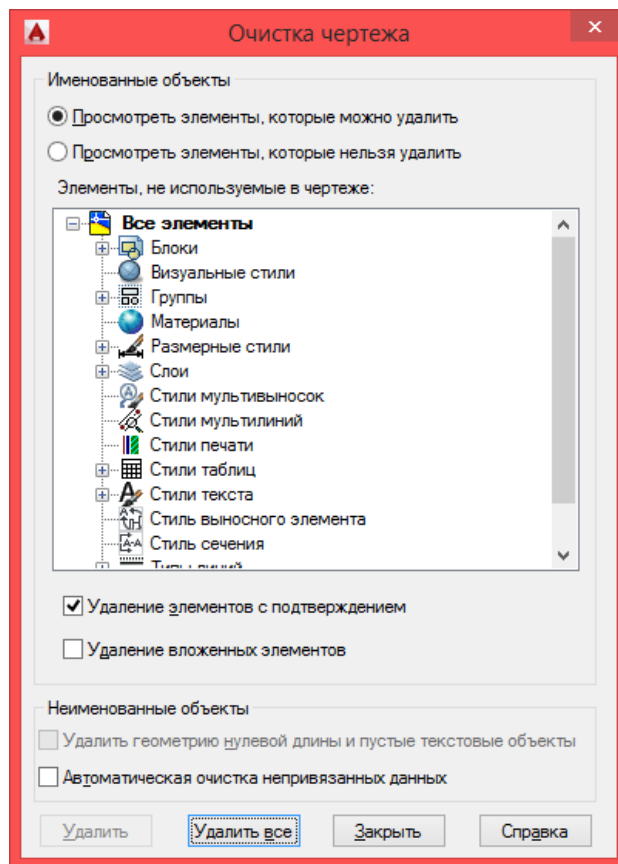 Очистка чертежа
Именованные объекты
Просмотреть элементы, которые можно удалить
Просмотреть элементы, которые нельзя удалить
Элементы, не используемые в чертеже:
Все элементы
Блоки
Визуальные стили
Группы
Материалы
Размерные стили
Слои
Стили мультивыносок
Стили мультилиний
Стили печати
Стили таблиц
Стили текста
Стиль выносного элемента
Стиль сечения
Типы линий
Удаление элементов с подтверждением
Удаление вложенных элементов
Неименованные объекты
Удалить геометрию нулевой длины и пустые текстовые объекты
Автоматическая очистка непривязанных данных
Удалить Удалить все Закрыть Справка